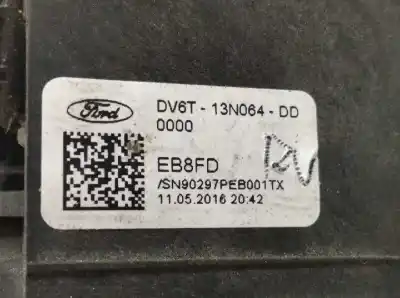 Ford
DV6T - 13N064 - DD
0000
EB8FD
/SN90297PEB001TX
11.05.2016 20:42